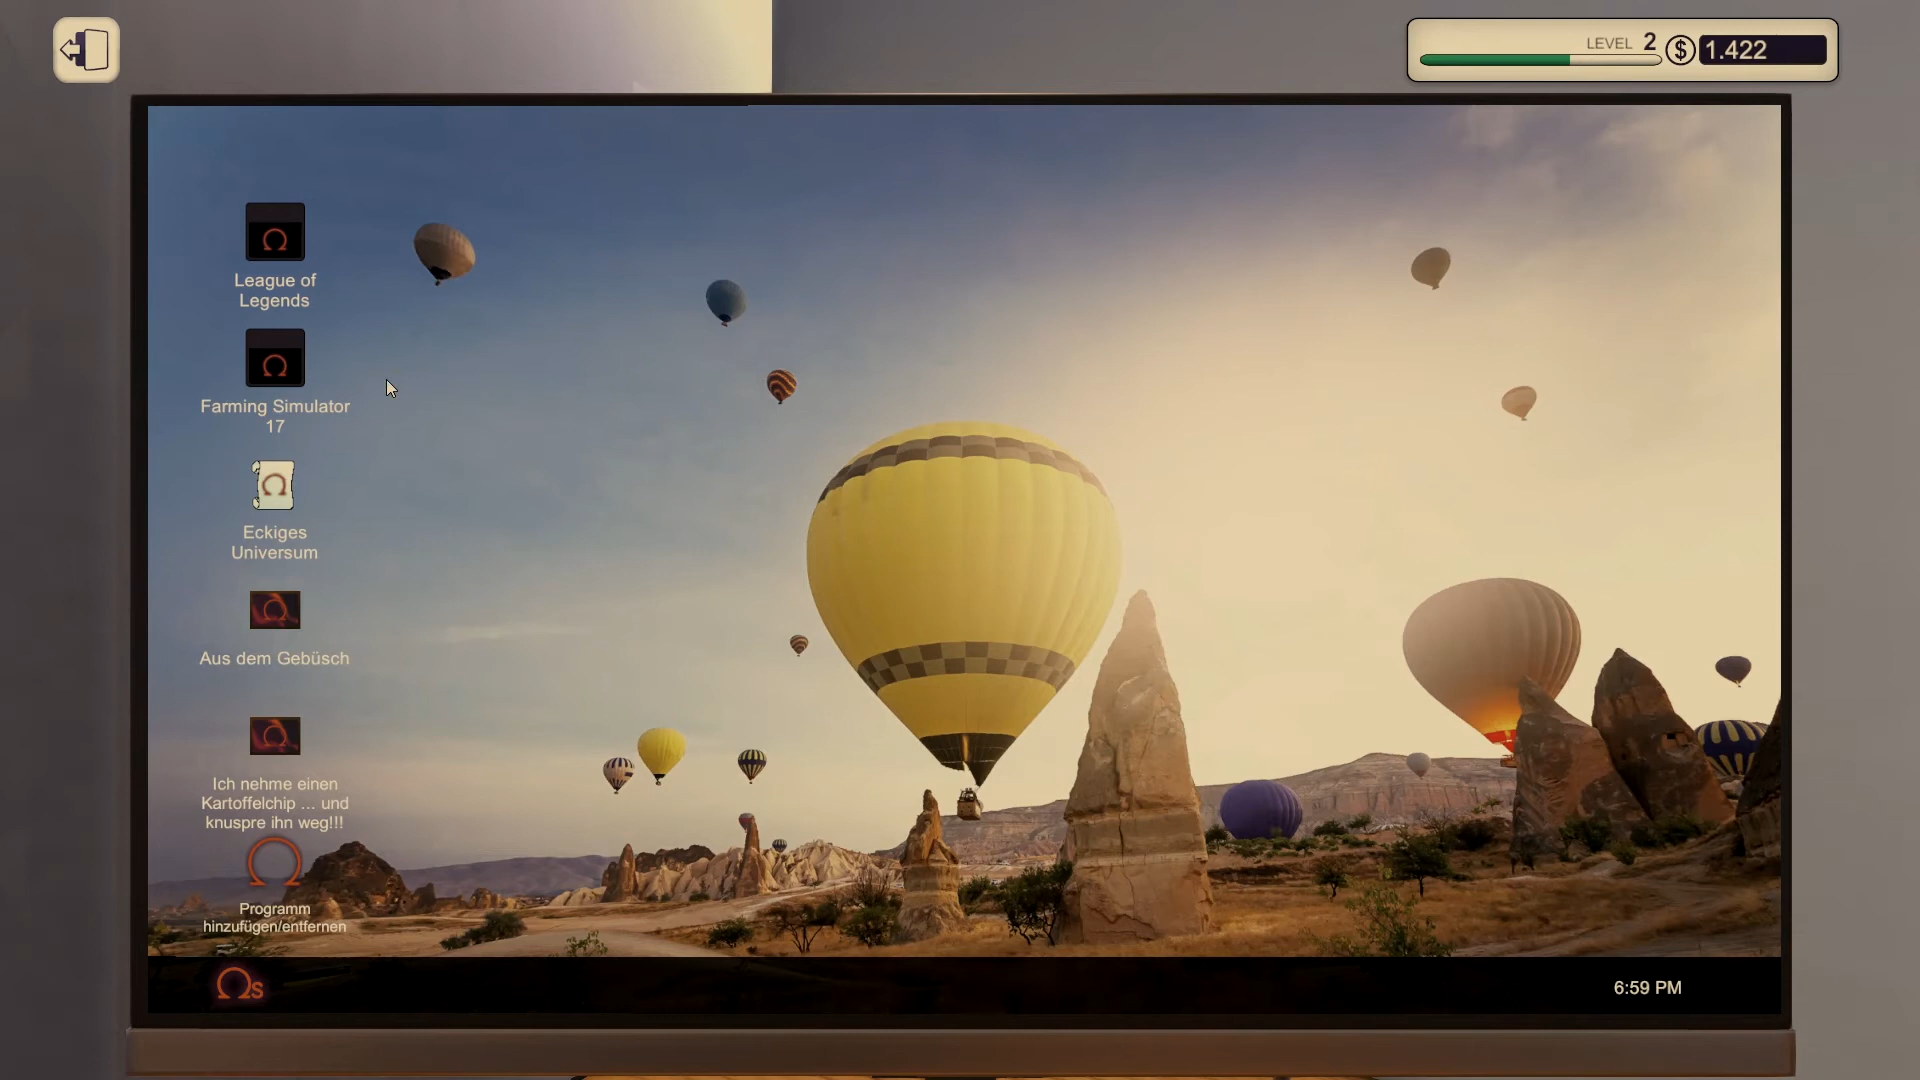 LEVEL 2
$ 1.422
League of
Legends
Farming Simulator
17
Eckiges
Universum
Aus dem Gebüsch
Ich nehme einen
Kartoffelchip ... und
knuspre ihn weg!!!
Programm
hinzufügen/entfernen
Ωs
6:59 PM